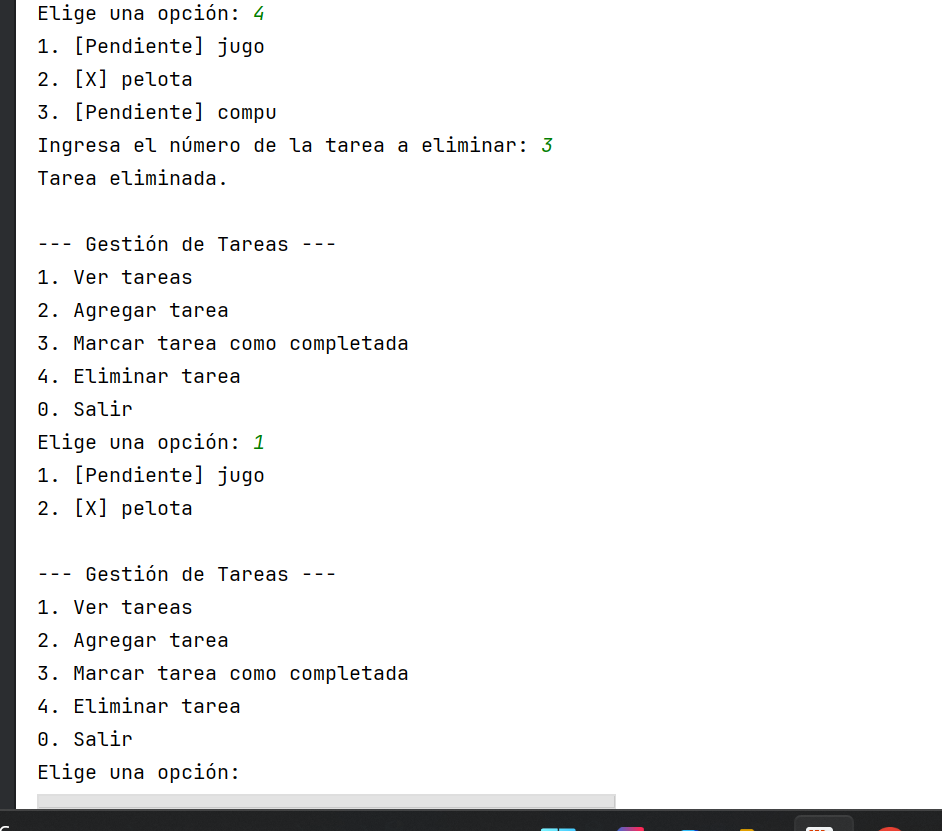 Elige una opción: 4
1. [Pendiente] jugo
2. [X] pelota
3. [Pendiente] compu
Ingresa el número de la tarea a eliminar: 3
Tarea eliminada.
--- Gestión de Tareas ---
1. Ver tareas
2. Agregar tarea
3. Marcar tarea como completada
4. Eliminar tarea
0. Salir
Elige una opción: 1
1. [Pendiente] jugo
2. [X] pelota
--- Gestión de Tareas ---
1. Ver tareas
2. Agregar tarea
3. Marcar tarea como completada
4. Eliminar tarea
0. Salir
Elige una opción: